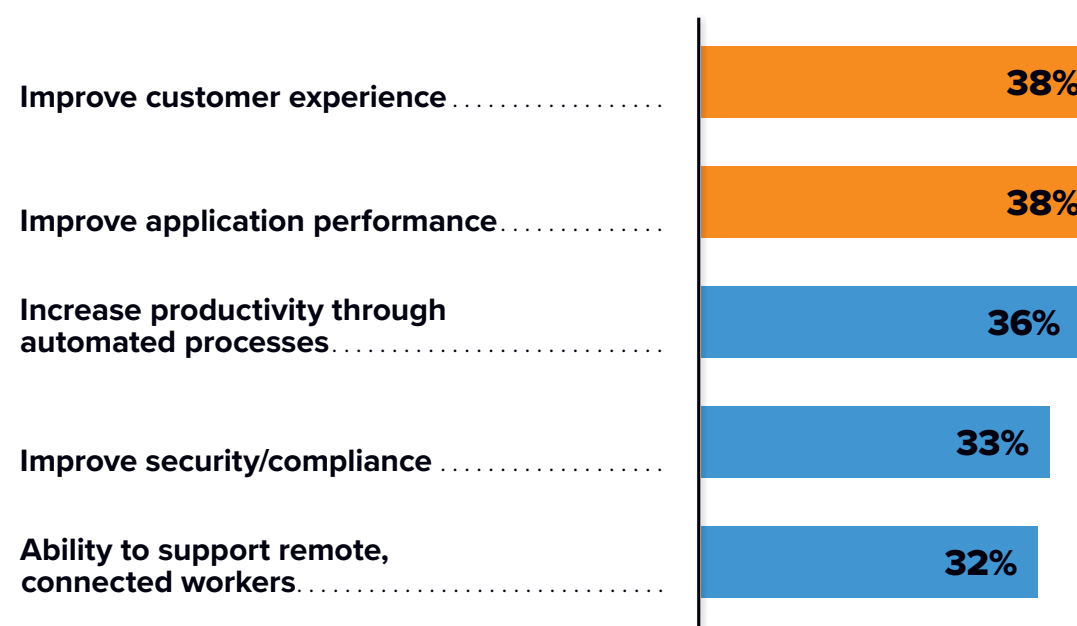 Improve customer experience .................. 38%
Improve application performance.............. 38%
Increase productivity through
automated processes............................ 36%
Improve security/compliance ................... 33%
Ability to support remote,
connected workers............................... 32%